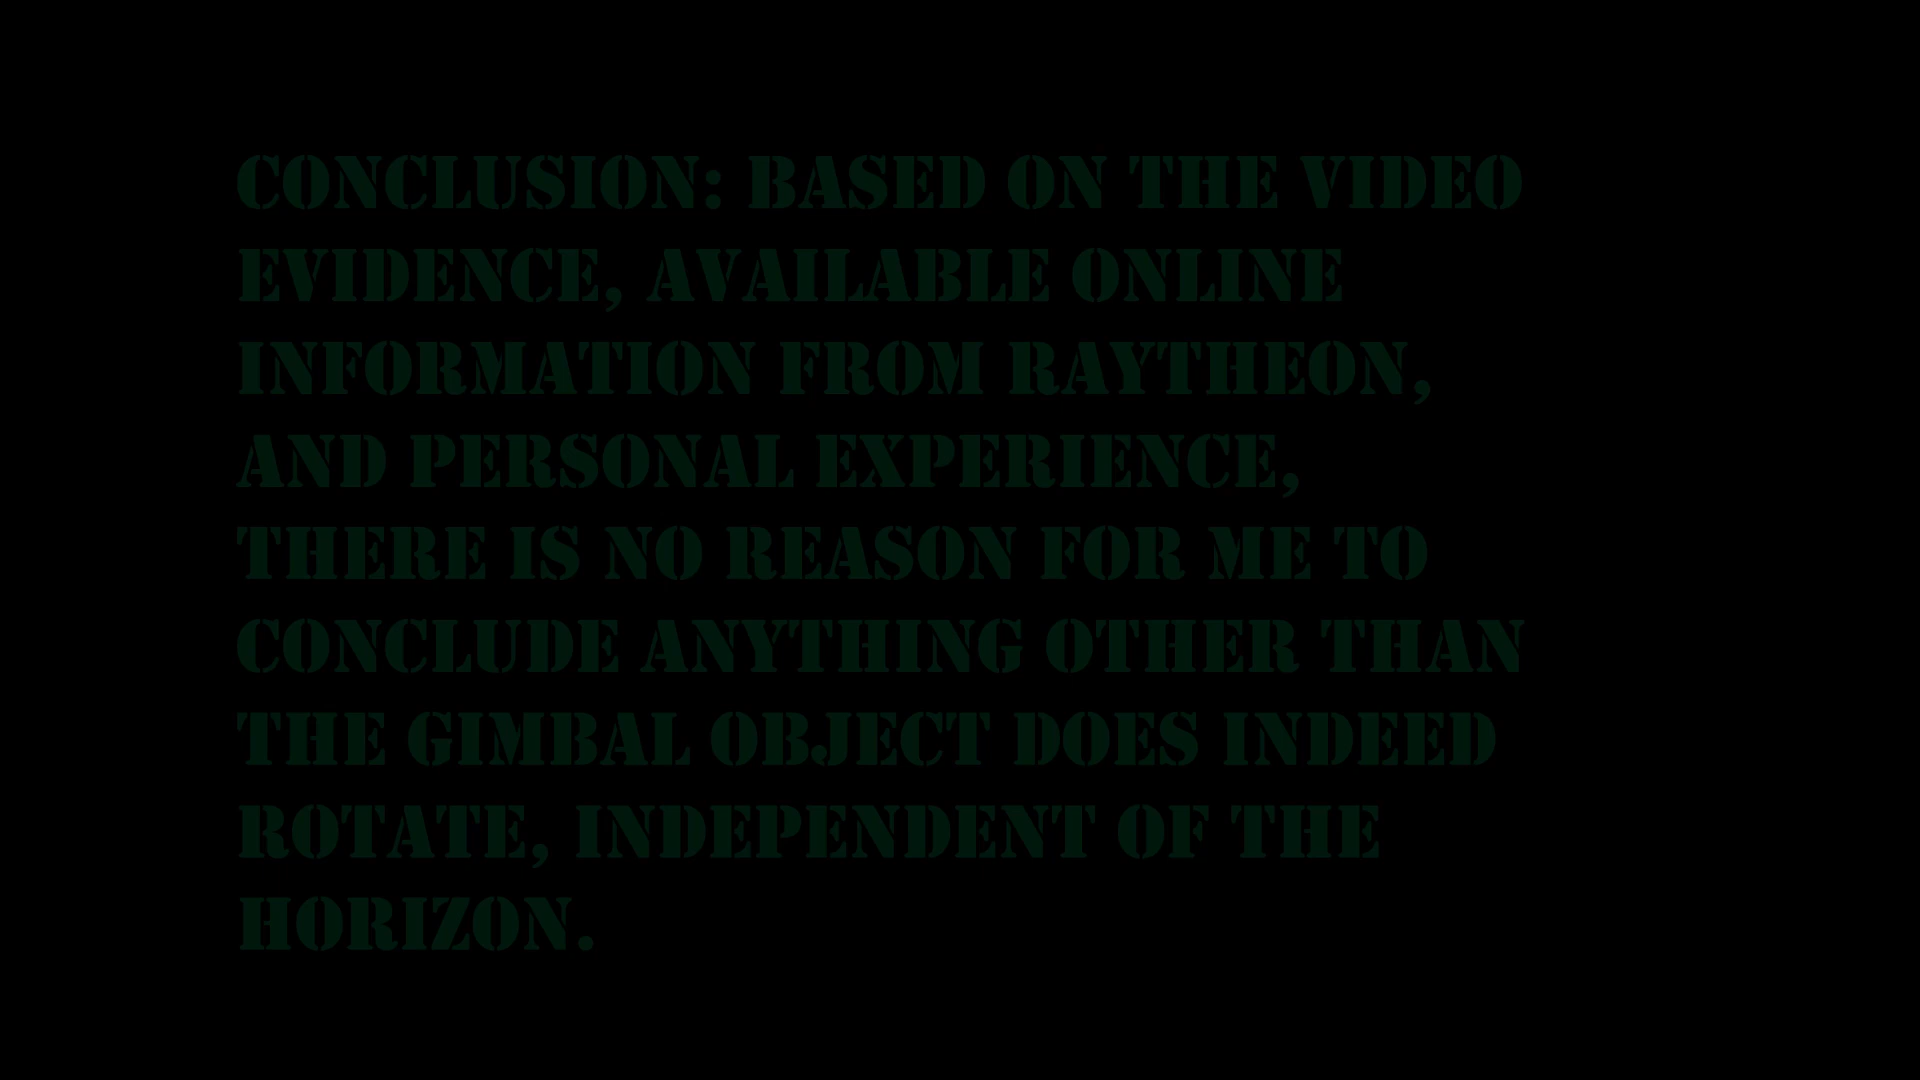 CONCLUSION: BASED ON THE VIDEO
EVIDENCE, AVAILABLE ONLINE
INFORMATION FROM RAYTHEON,
AND PERSONAL EXPERIENCE,
THERE IS NO REASON FOR ME TO
CONCLUDE ANYTHING OTHER THAN
THE GIMBAL OBJECT DOES INDEED
ROTATE, INDEPENDENT OF THE
HORIZON.